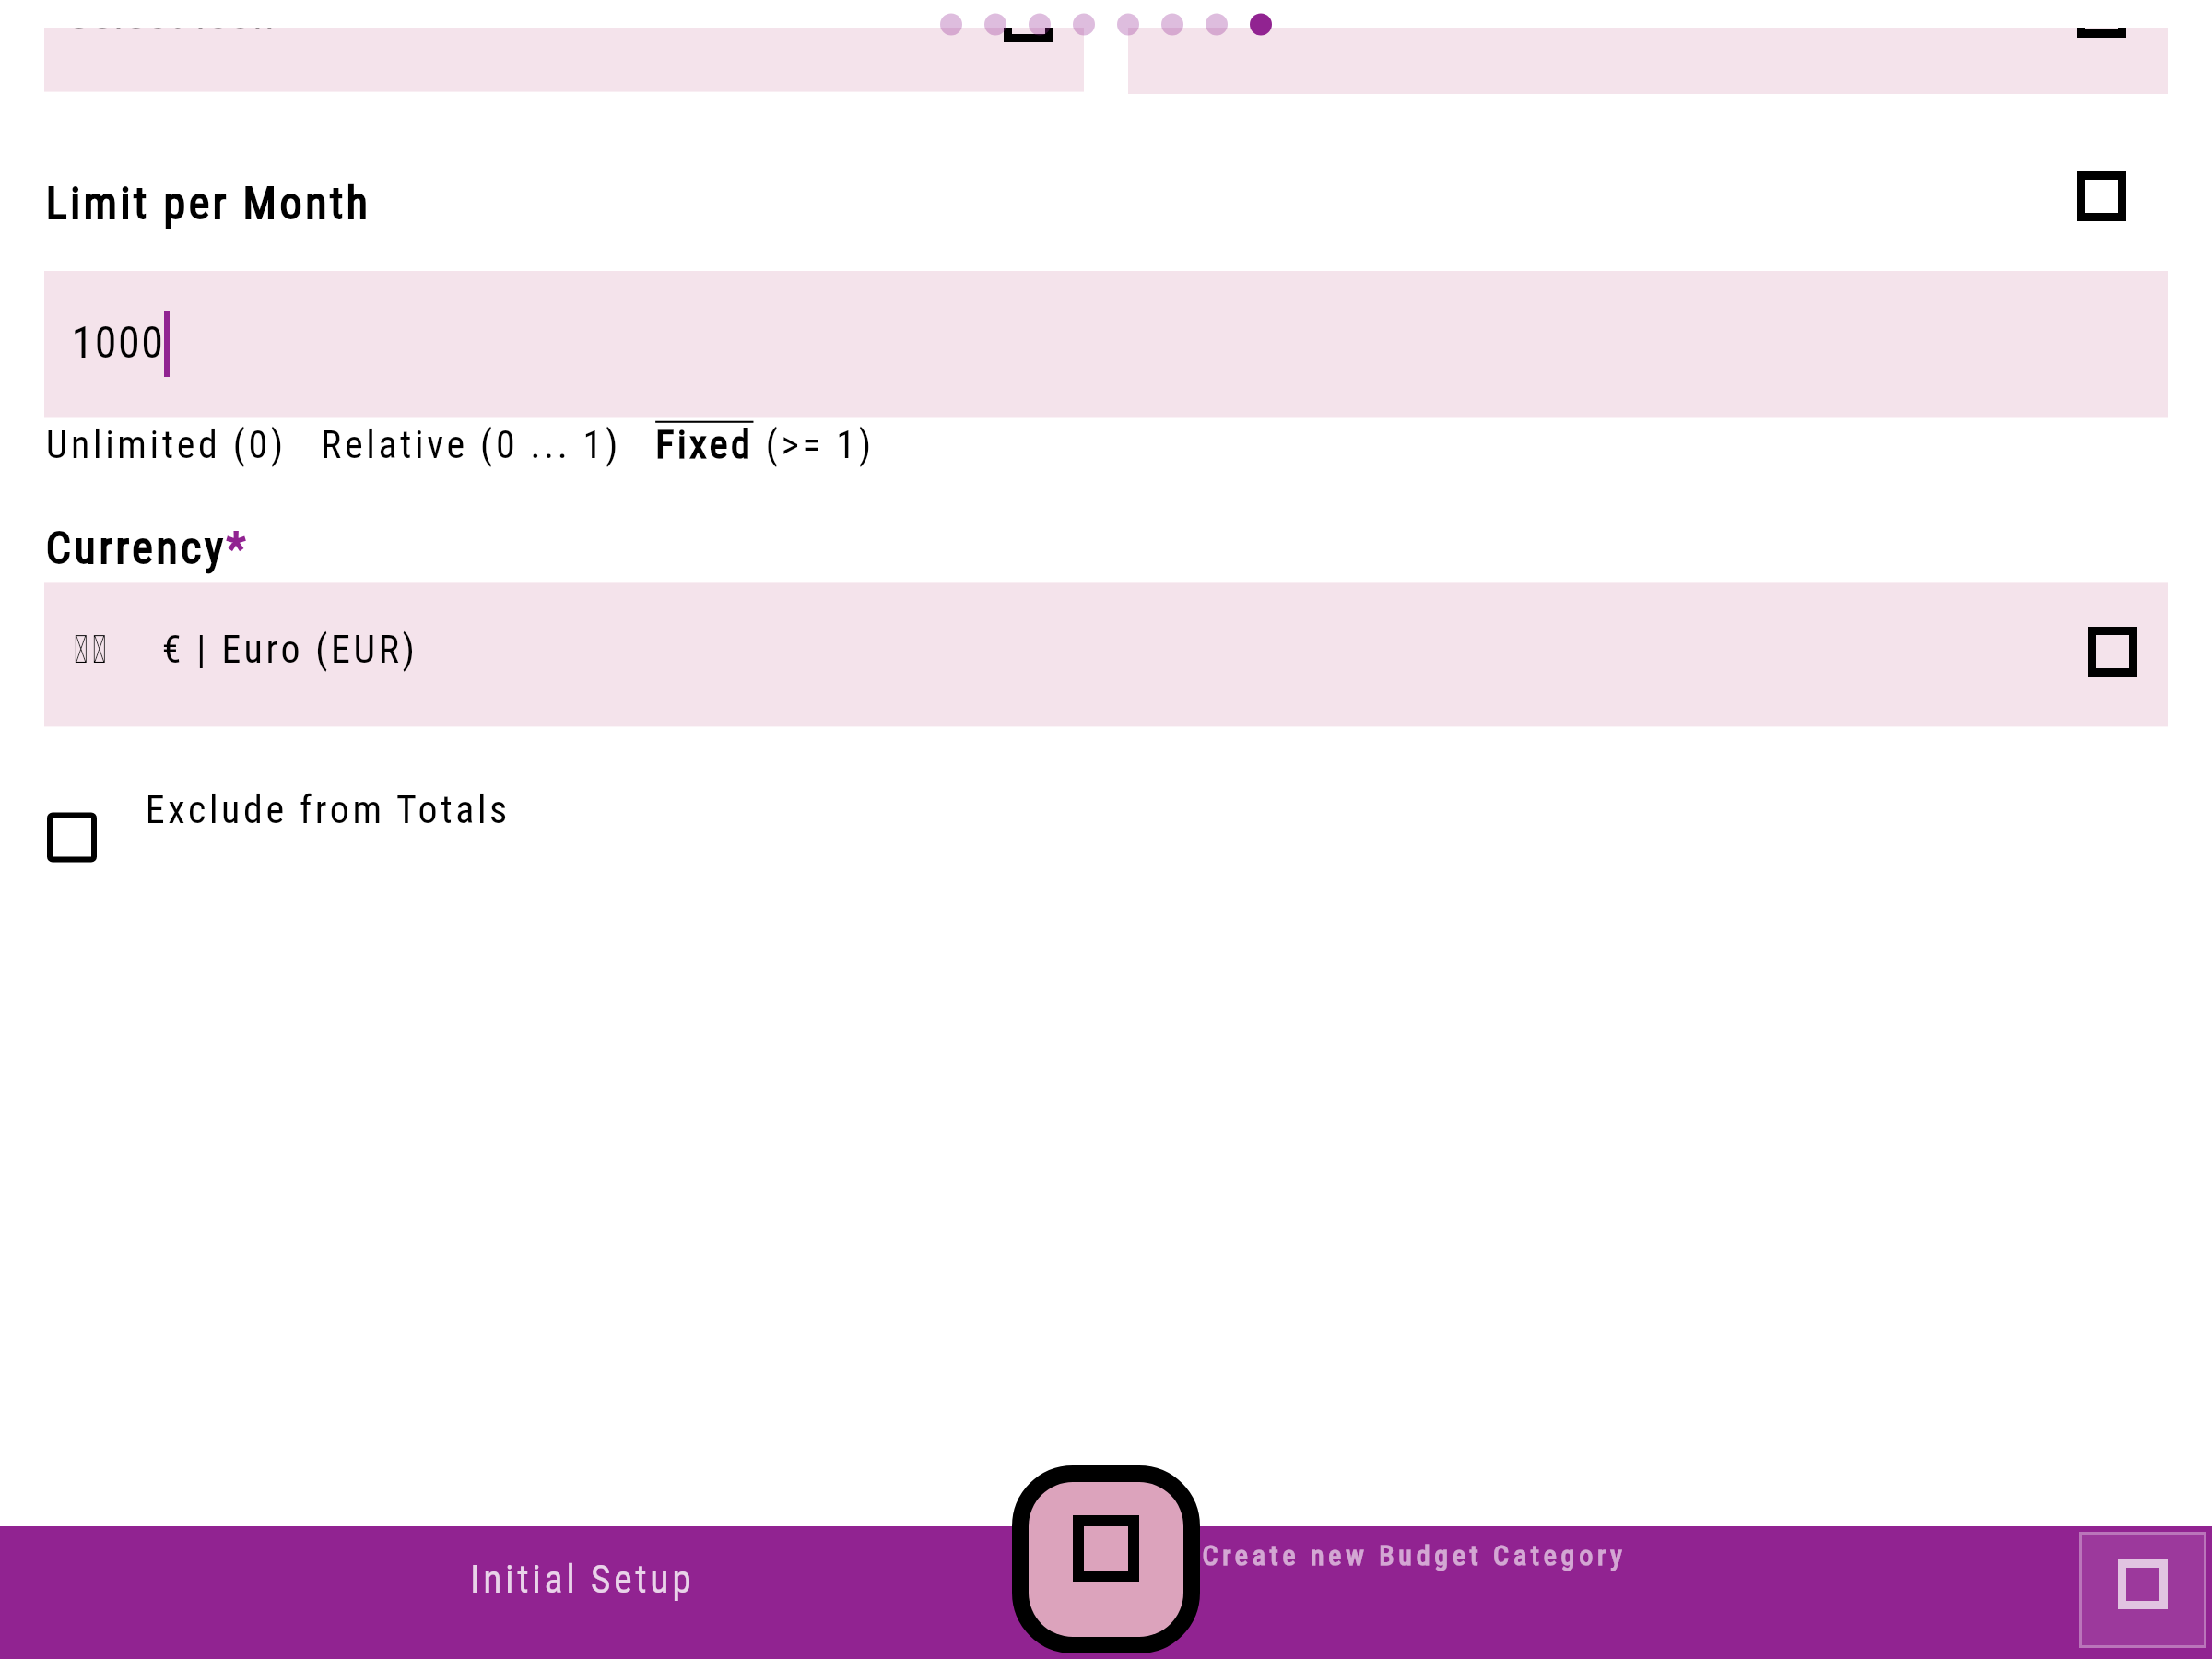 Limit per Month
1000
Unlimited (0) Relative (0 ... 1) Fixed (>= 1)
Currency*
€ | Euro (EUR)
Exclude from Totals
Initial Setup
Create new Budget Category